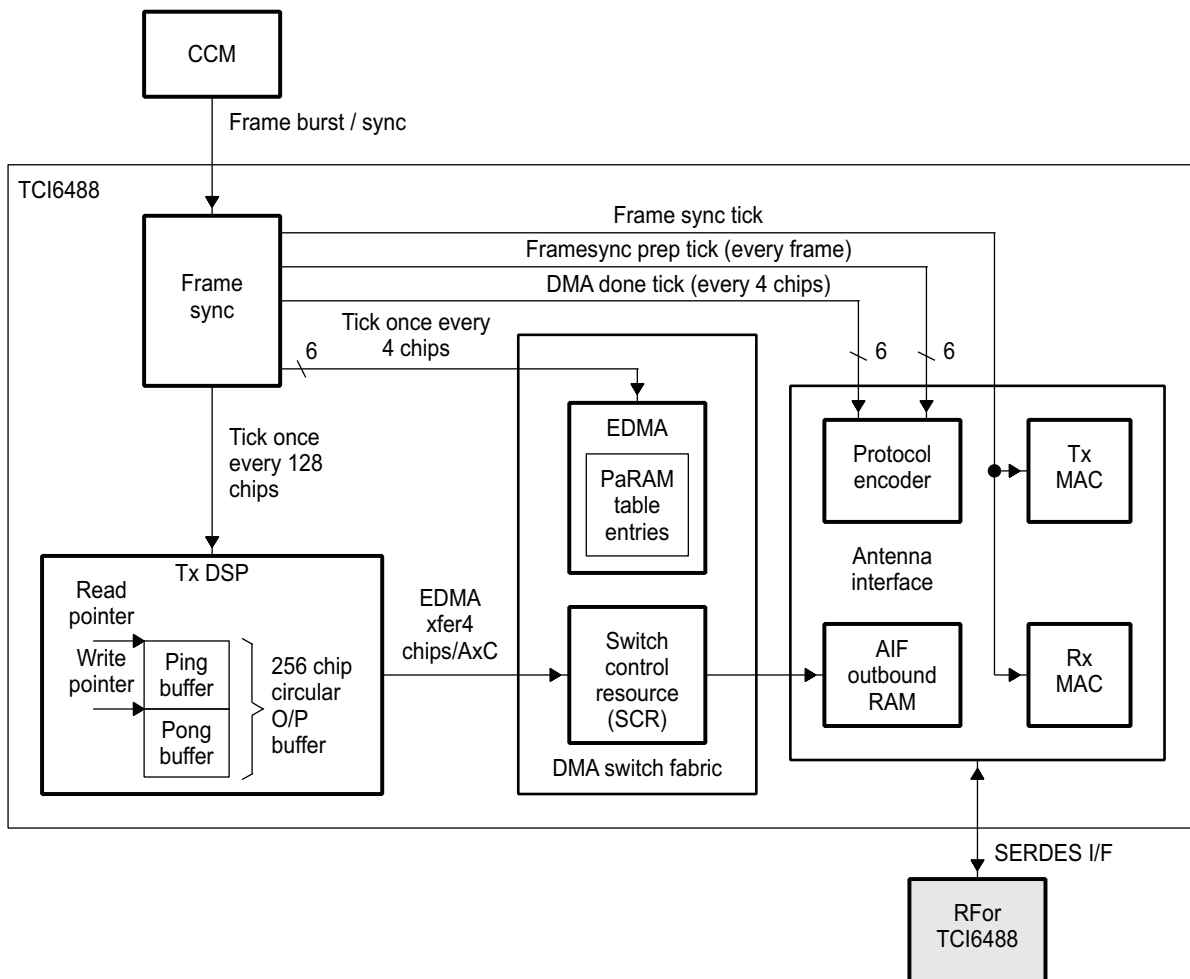 CCM
Frame burst / sync
TCI6488
Frame sync tick
Framesync prep tick (every frame)
DMA done tick (every 4 chips)
Frame
sync
Tick once every
4 chips
6
6
6
EDMA
PaRAM
table
entries
Protocol
encoder
Tx
MAC
Tick once
every 128
chips
Antenna
interface
Tx DSP
Read
pointer
Write
pointer
Ping
buffer
Pong
buffer
256 chip
circular
O/P
buffer
EDMA
xfer4
chips/AxC
Switch
control
resource
(SCR)
DMA switch fabric
AIF
outbound
RAM
Rx
MAC
SERDES I/F
RFor
TCI6488